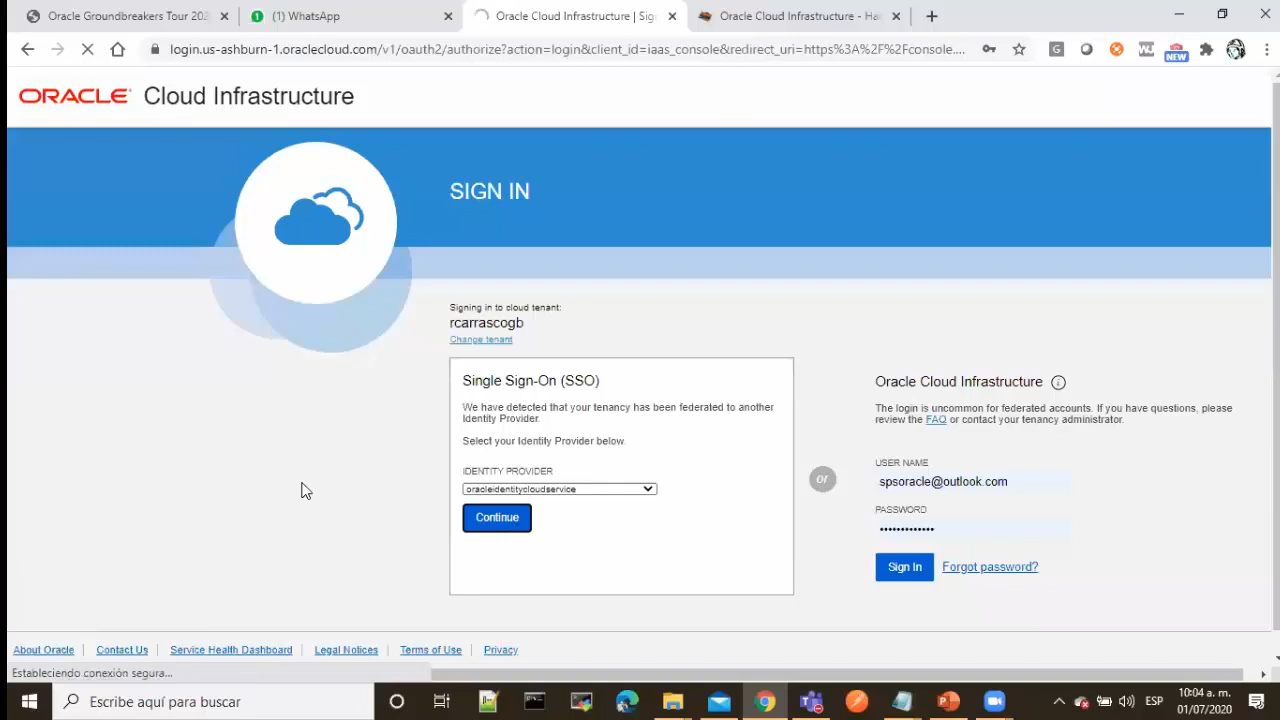 Oracle Groundbreakers Tour 202
(1) WhatsApp
Oracle Cloud Infrastructure | Sig
Oracle Cloud Infrastructure - Ha
login.us-ashburn-1.oraclecloud.com/v1/oauth2/authorize?action=login&client_id=iaas_console&redirect_uri=https%3A%2F%2Fconsole....
NEW
ORACLE Cloud Infrastructure
SIGN IN
Signing in to cloud tenant:
rcarrascogb
Change tenant
Single Sign-On (SSO)
We have detected that your tenancy has been federated to another
Identity Provider.
Select your Identity Provider below.
IDENTITY PROVIDER
oracleidentitycloudservice
Continue
or
Oracle Cloud Infrastructure
The login is uncommon for federated accounts. If you have questions, please
review the FAQ or contact your tenancy administrator.
USER NAME
spsoracle@outlook.com
PASSWORD
•••••••••••••
Sign In
Forgot password?
About Oracle
Contact Us
Service Health Dashboard
Legal Notices
Terms of Use
Privacy
Estableciendo conexión segura...
Escribe aquí para buscar
ESP
10:04 a. m.
01/07/2020